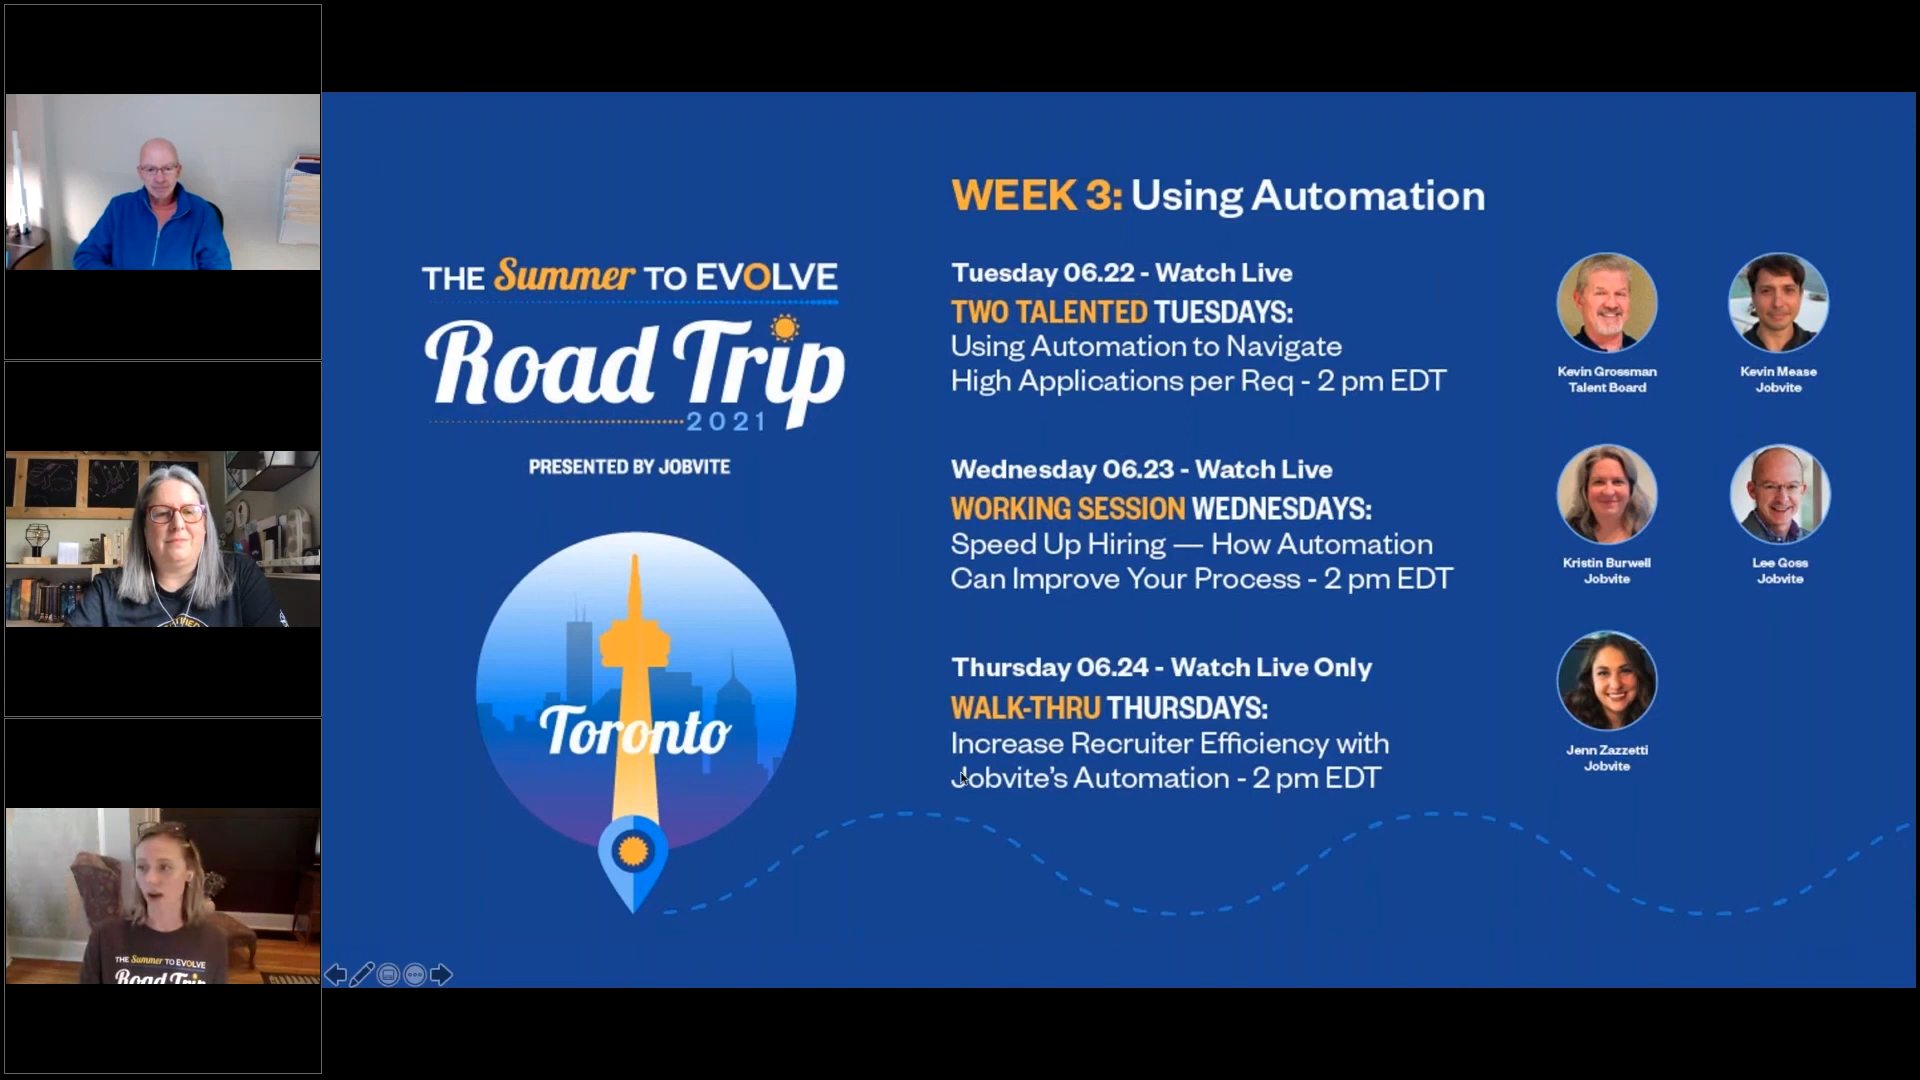 THE Summer TO EVOLVE
Road Trip
2021
PRESENTED BY JOBVITE
Toronto
WEEK 3: Using Automation
Tuesday 06.22 - Watch Live
TWO TALENTED TUESDAYS:
Using Automation to Navigate
High Applications per Req - 2 pm EDT
Kevin Grossman
Talent Board
Kevin Mease
Jobvite
Wednesday 06.23 - Watch Live
WORKING SESSION WEDNESDAYS:
Speed Up Hiring — How Automation
Can Improve Your Process - 2 pm EDT
Kristin Burwell
Jobvite
Lee Goss
Jobvite
Thursday 06.24 - Watch Live Only
WALK-THRU THURSDAYS:
Increase Recruiter Efficiency with
Jobvite's Automation - 2 pm EDT
Jenn Zazzetti
Jobvite
THE Summer TO EVOLVE
Road Trip